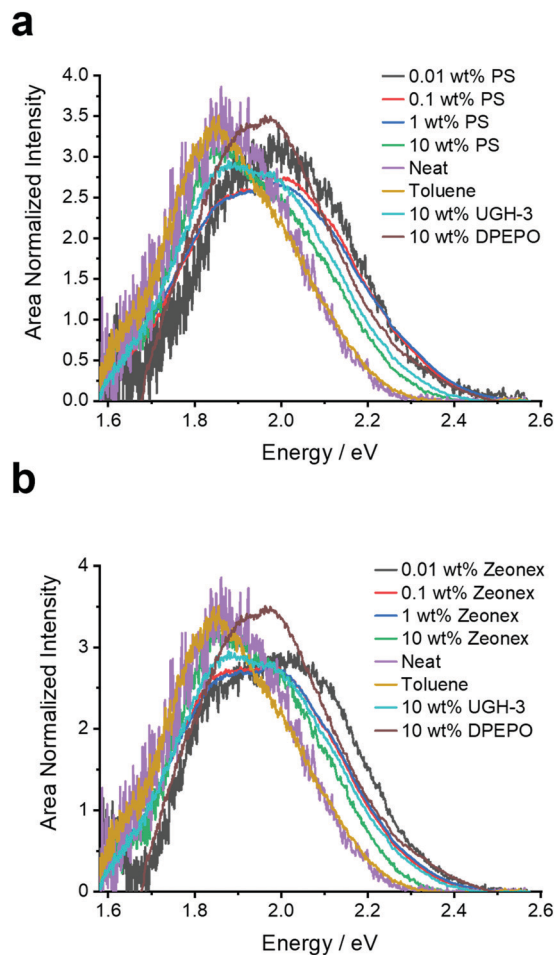 a
4.0
3.5
3.0
2.5
2.0
1.5
1.0
0.5
0.0
Area Normalized Intensity
0.01 wt% PS
0.1 wt% PS
1 wt% PS
10 wt% PS
Neat
Toluene
10 wt% UGH-3
10 wt% DPEPO
1.6 1.8 2.0 2.2 2.4 2.6
Energy / eV
b
4
3
2
1
0
Area Normalized Intensity
0.01 wt% Zeonex
0.1 wt% Zeonex
1 wt% Zeonex
10 wt% Zeonex
Neat
Toluene
10 wt% UGH-3
10 wt% DPEPO
1.6 1.8 2.0 2.2 2.4 2.6
Energy / eV